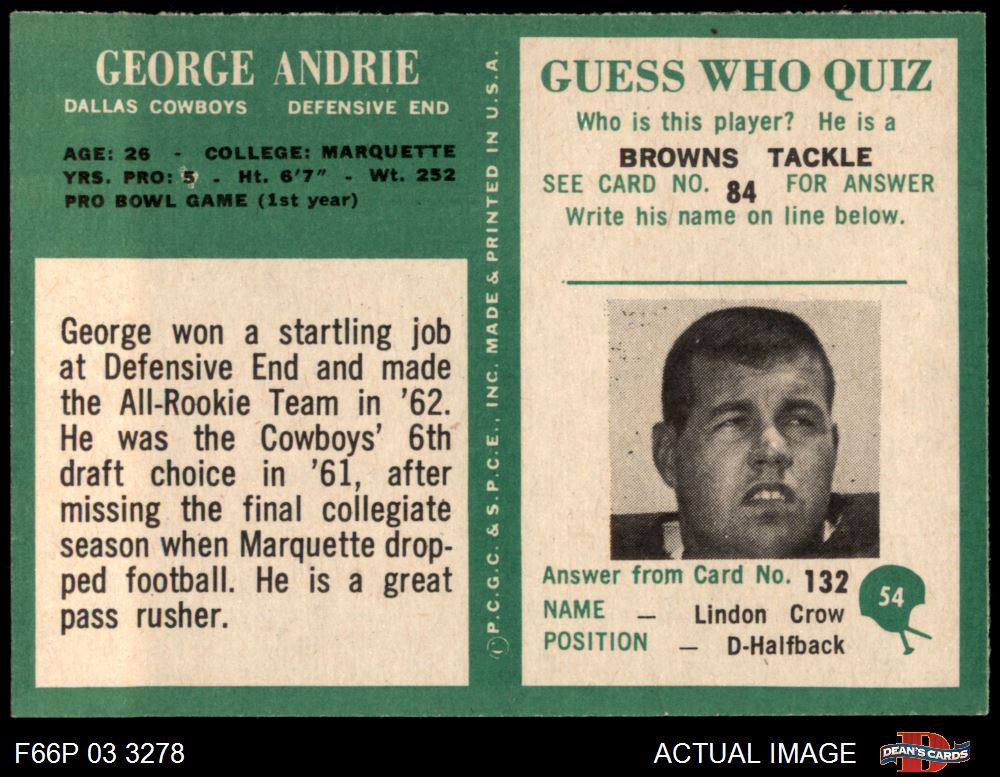 GEORGE ANDRIE
DALLAS COWBOYS DEFENSIVE END
AGE: 26 - COLLEGE: MARQUETTE
YRS. PRO: 5 - Ht. 6'7" - Wt. 252
PRO BOWL GAME (1st year)
George won a startling job
at Defensive End and made
the All-Rookie Team in '62.
He was the Cowboys' 6th
draft choice in '61, after
missing the final collegiate
season when Marquette drop-
ped football. He is a great
pass rusher.
© P.C.G.C. & S.P.C.E., INC. MADE & PRINTED IN U.S.A.
GUESS WHO QUIZ
Who is this player? He is a
BROWNS TACKLE
SEE CARD NO. 84 FOR ANSWER
Write his name on line below.
Answer from Card No. 132
NAME — Lindon Crow
POSITION — D-Halfback
54
F66P 03 3278
ACTUAL IMAGE
DEAN'S CARDS